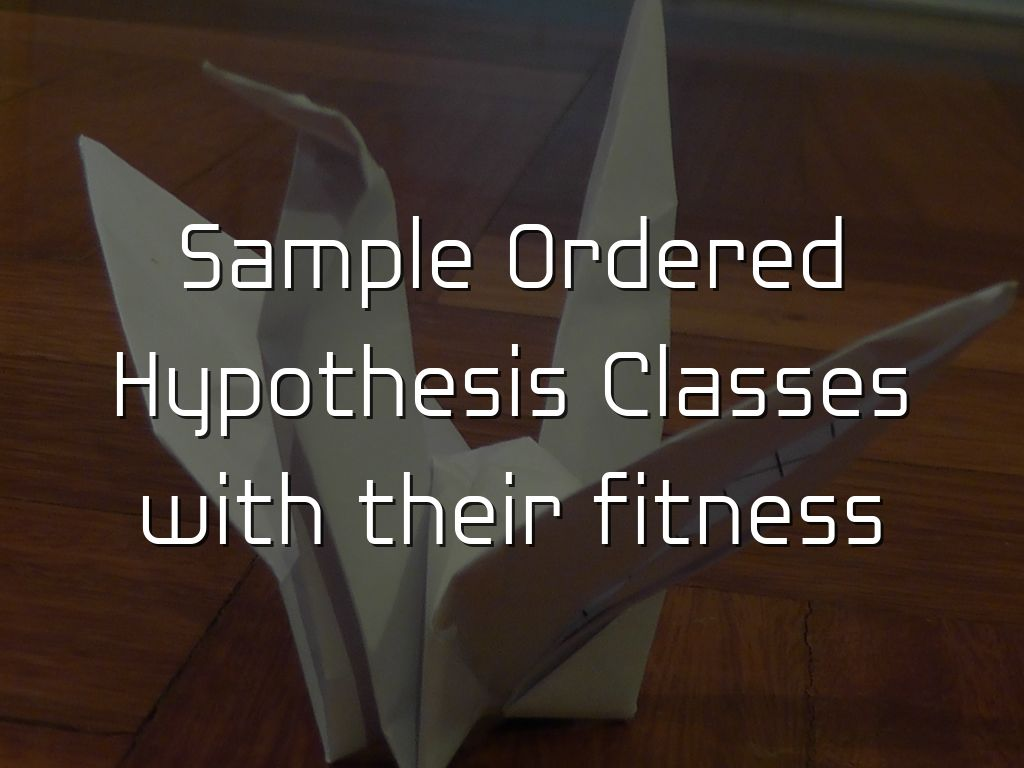 Sample Ordered
Hypothesis Classes
with their fitness